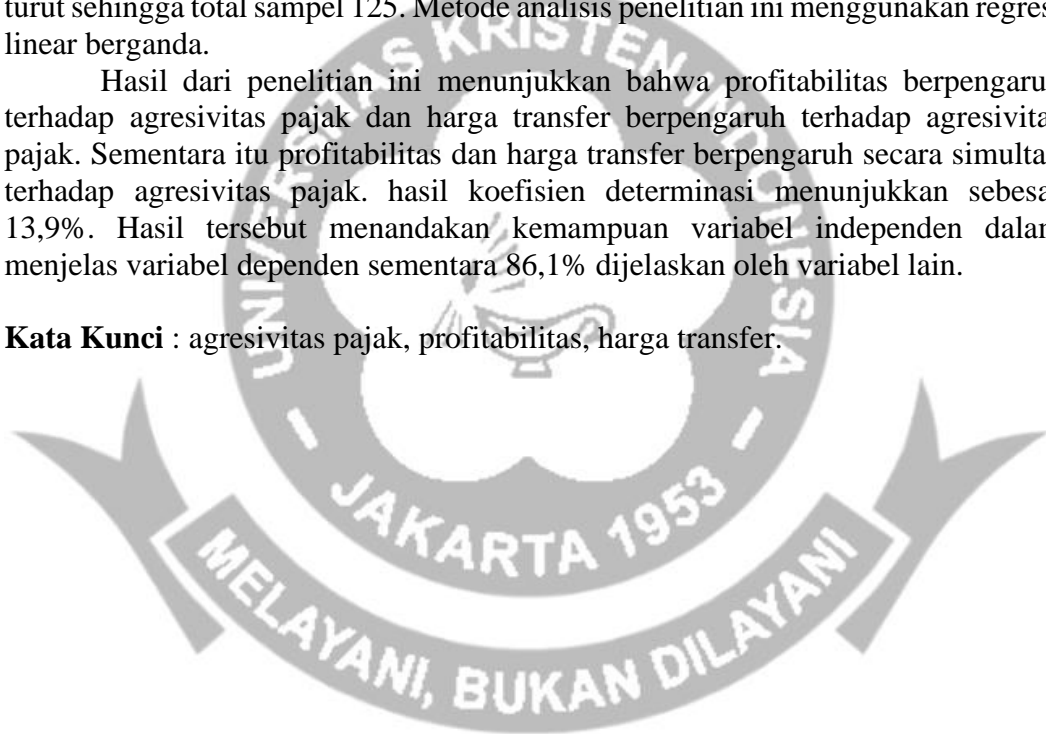 turut sehingga total sampel 125. Metode analisis penelitian ini menggunakan regres
linear berganda.
Hasil dari penelitian ini menunjukkan bahwa profitabilitas berpengaru
terhadap agresivitas pajak dan harga transfer berpengaruh terhadap agresivita
pajak. Sementara itu profitabilitas dan harga transfer berpengaruh secara simulta
terhadap agresivitas pajak. hasil koefisien determinasi menunjukkan sebesa
13,9%. Hasil tersebut menandakan kemampuan variabel independen dalam
menjelas variabel dependen sementara 86,1% dijelaskan oleh variabel lain.
Kata Kunci : agresivitas pajak, profitabilitas, harga transfer.
UNIVERSITAS KRISTEN INDONESIA
JAKARTA 1953
MELAYANI, BUKAN DILAYANI